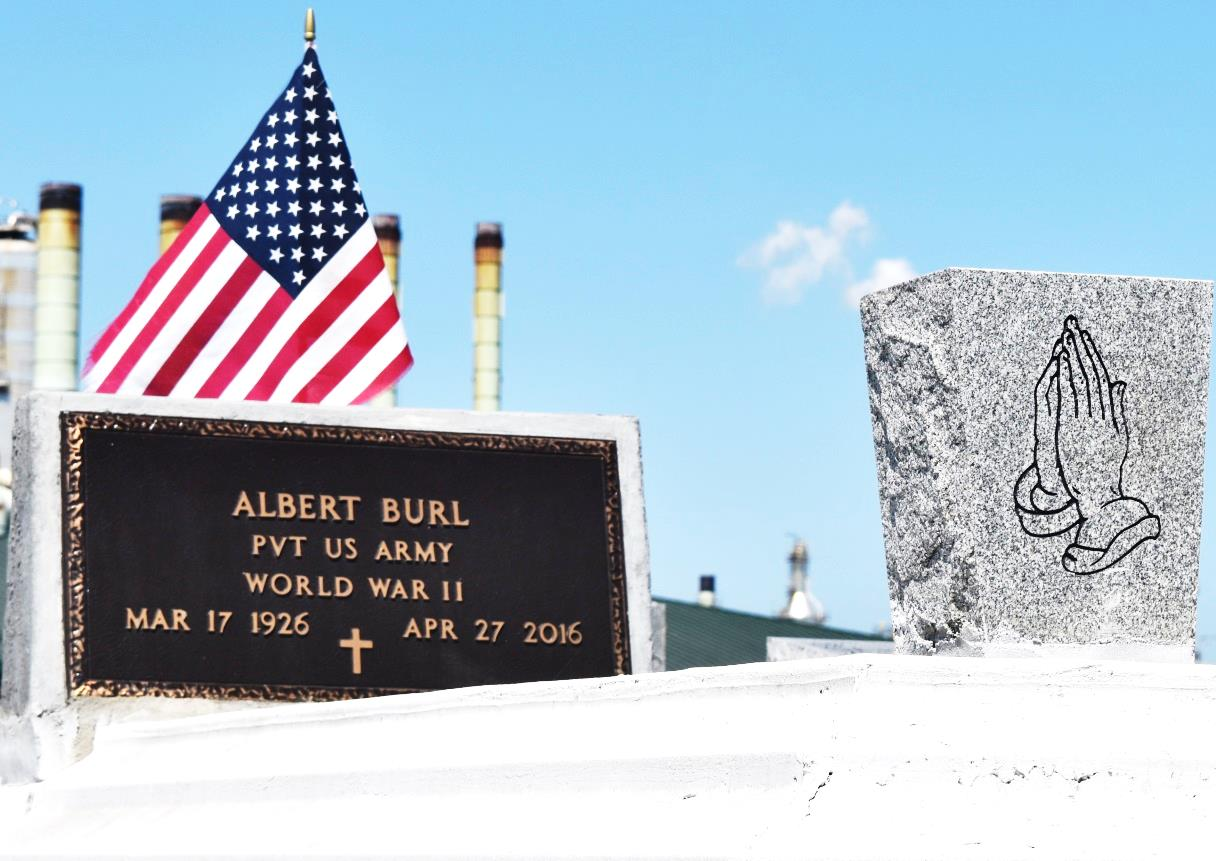 ALBERT BURL
PVT US ARMY
WORLD WAR II
MAR 17 1926 APR 27 2016